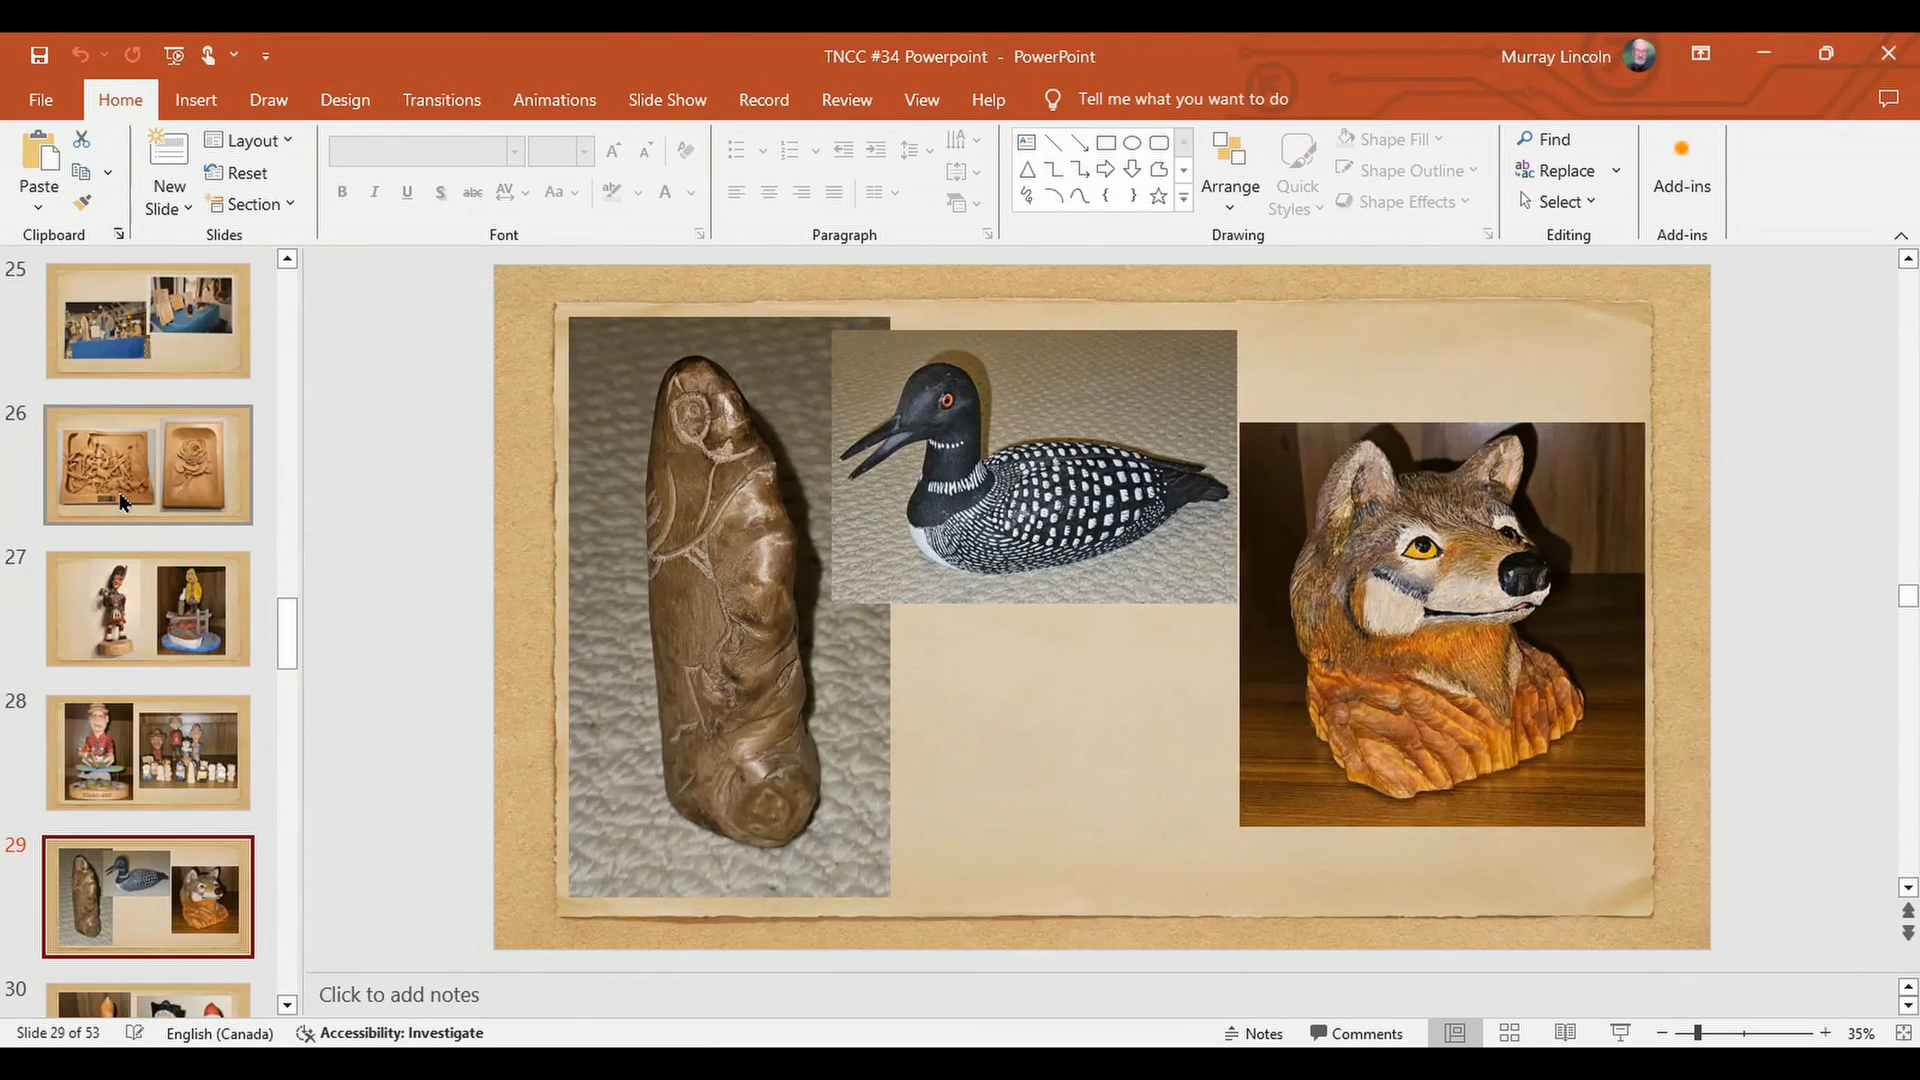 TNCC #34 Powerpoint - PowerPoint
Murray Lincoln
File
Home
Insert
Draw
Design
Transitions
Animations
Slide Show
Record
Review
View
Help
Tell me what you want to do
Paste
New
Slide
Layout
Reset
Section
B I U S abc AV Aa A
Arrange
Quick
Styles
Shape Fill
Shape Outline
Shape Effects
Find
Replace
Select
Add-ins
Clipboard
Slides
Font
Paragraph
Drawing
Editing
Add-ins
25
26
27
28
29
30
Click to add notes
Slide 29 of 53
English (Canada)
Accessibility: Investigate
Notes
Comments
35%